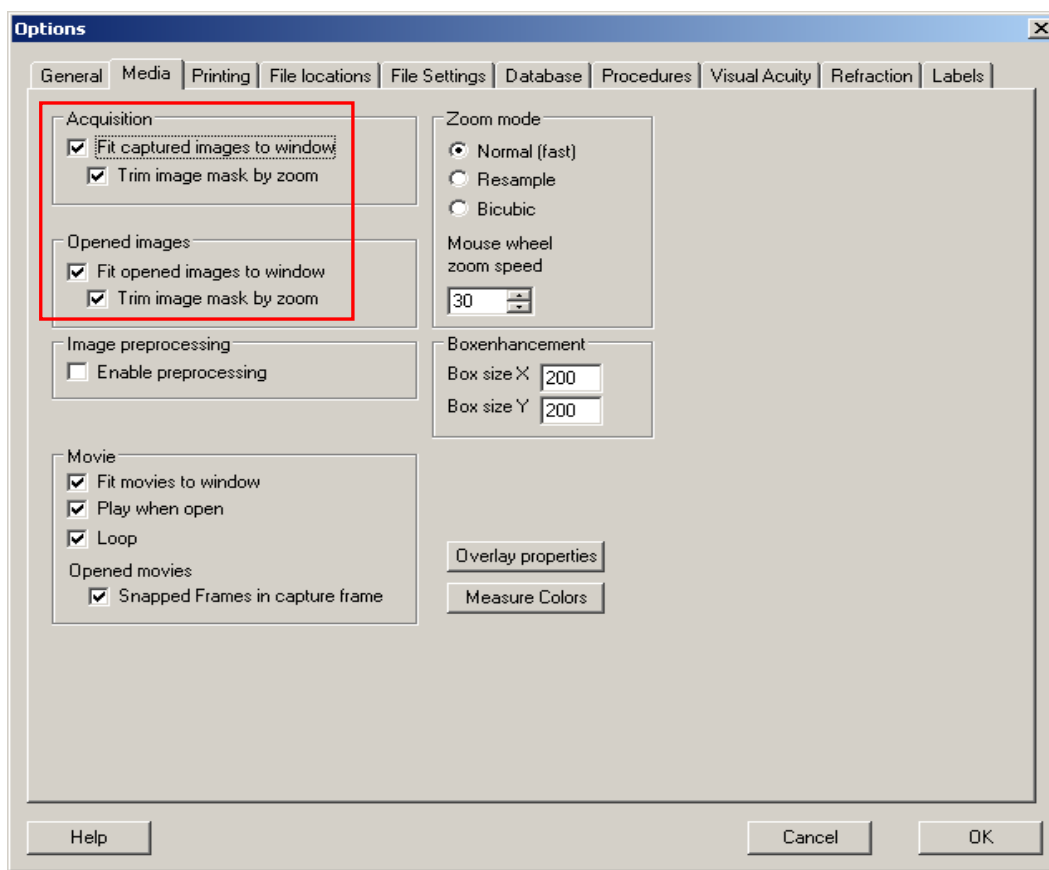 Options
General Media Printing File locations File Settings Database Procedures Visual Acuity Refraction Labels
Acquisition
Fit captured images to window
Trim image mask by zoom
Opened images
Fit opened images to window
Trim image mask by zoom
Image preprocessing
Enable preprocessing
Movie
Fit movies to window
Play when open
Loop
Opened movies
Snapped Frames in capture frame
Zoom mode
Normal (fast)
Resample
Bicubic
Mouse wheel
zoom speed
30
Boxenhancement
Box size X 200
Box size Y 200
Overlay properties
Measure Colors
Help Cancel OK